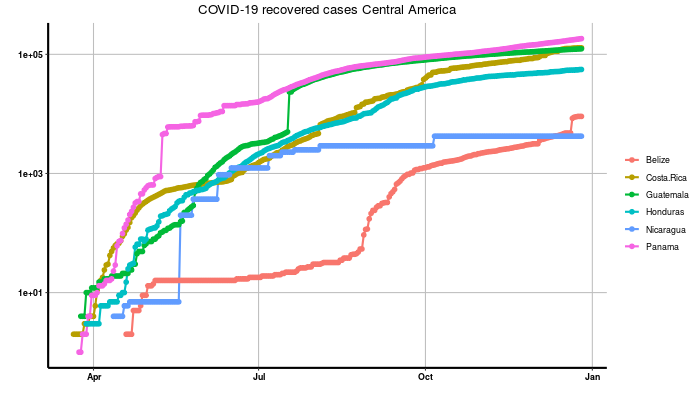 COVID-19 recovered cases Central America
1e+05
1e+03
1e+01
Apr
Jul
Oct
Jan
Belize
Costa.Rica
Guatemala
Honduras
Nicaragua
Panama